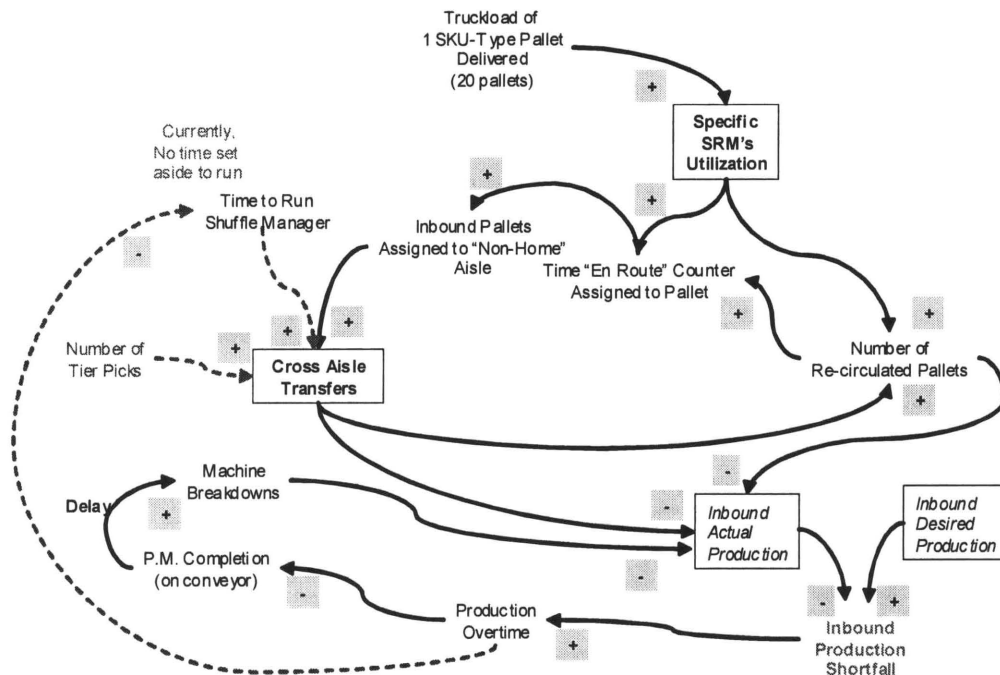 Truckload of
1 SKU-Type Pallet
Delivered
(20 pallets)
+
Specific
SRM's
Utilization
Currently,
No time set
aside to run
Time to Run
Shuffle Manager
-
+
+
Inbound Pallets
Assigned to "Non-Home"
Aisle
Time "En Route" Counter
Assigned to Pallet
+
+
+
+
+
Number of
Tier Picks
Cross Aisle
Transfers
Number of
Re-circulated Pallets
+
-
Machine
Breakdowns
Delay
+
-
Inbound
Actual
Production
Inbound
Desired
Production
P.M. Completion
(on conveyor)
-
-
-
+
Production
Overtime
+
Inbound
Production
Shortfall